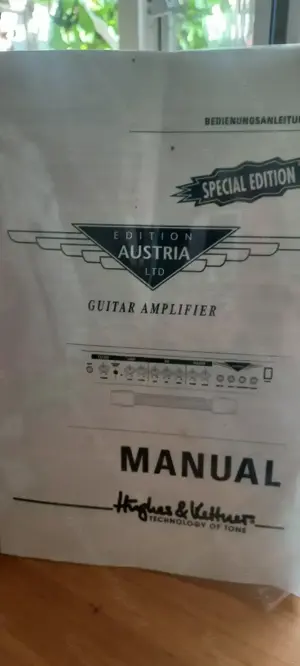 BEDIENUNGSANLEITU
SPECIAL EDITION
EDITION
AUSTRIA
LTD
GUITAR AMPLIFIER
MANUAL
Hughes & Kettner
TECHNOLOGY OF TONE